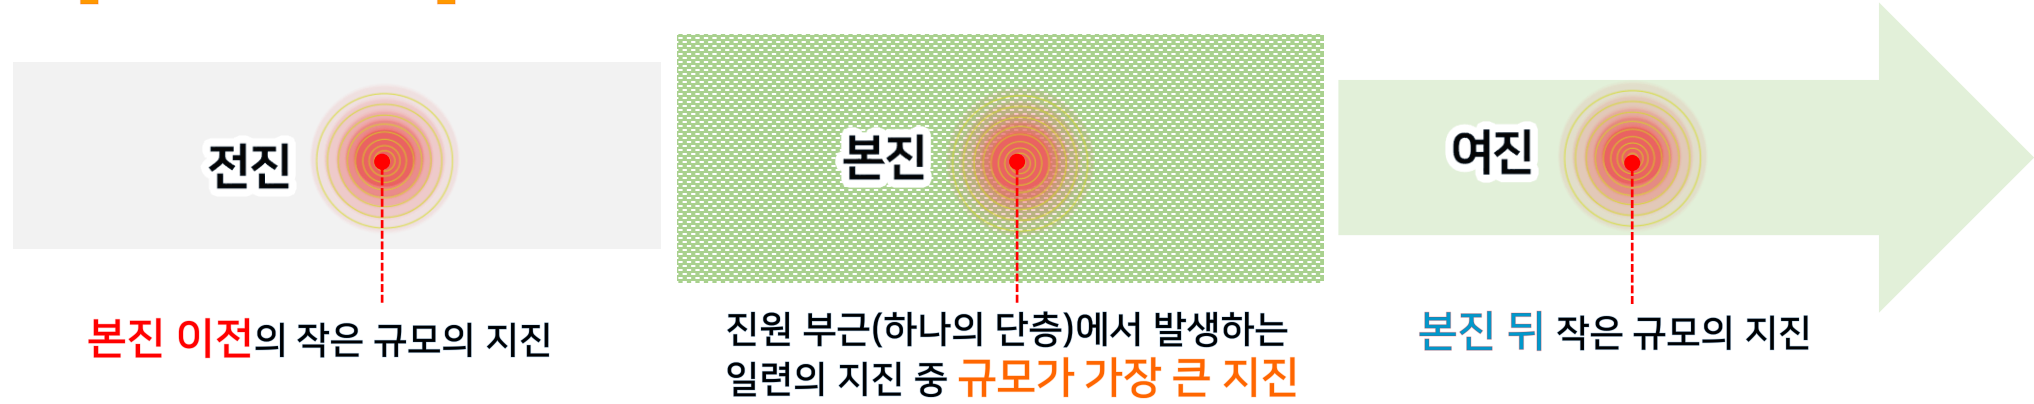 전진
본진 이전의 작은 규모의 지진
본진
진원 부근(하나의 단층)에서 발생하는
일련의 지진 중 규모가 가장 큰 지진
여진
본진 뒤 작은 규모의 지진